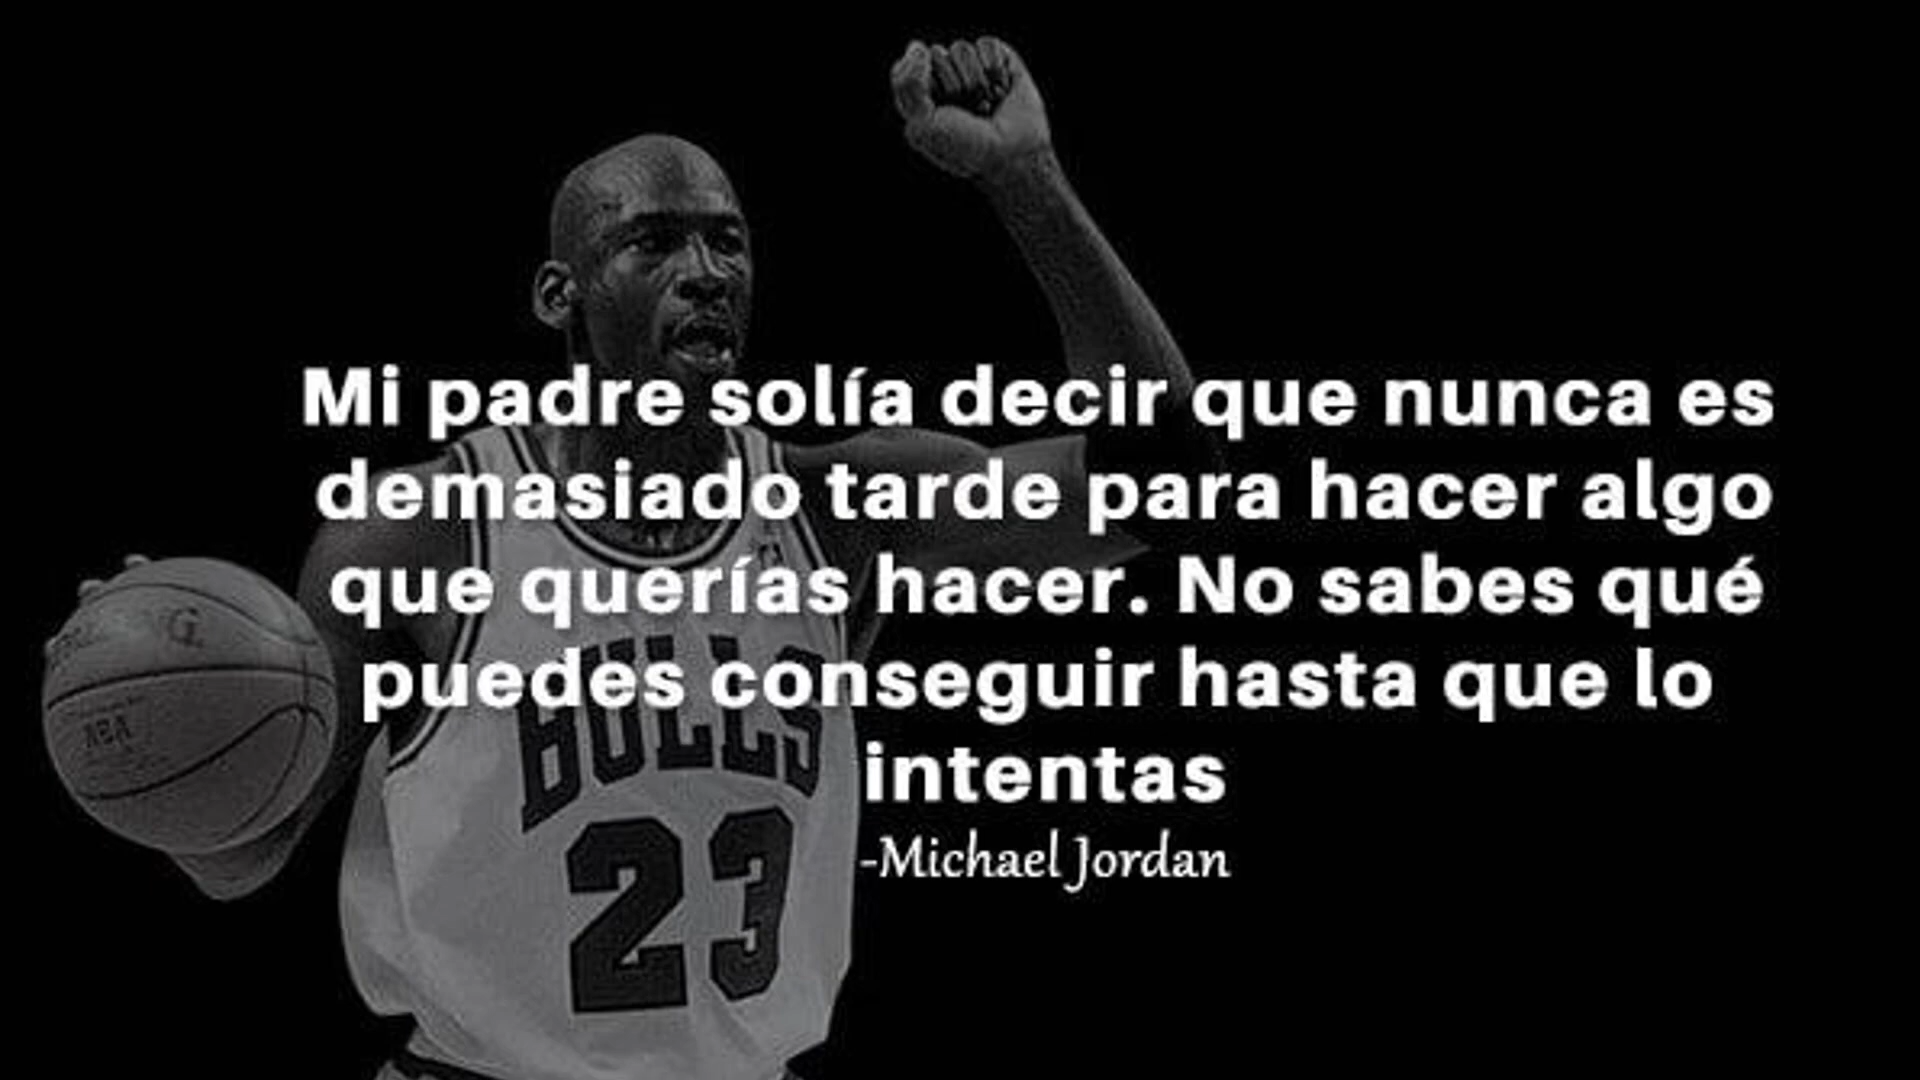 Mi padre solía decir que nunca es
demasiado tarde para hacer algo
que querías hacer. No sabes qué
puedes conseguir hasta que lo
intentas
-Michael Jordan
BULLS
23
NBA